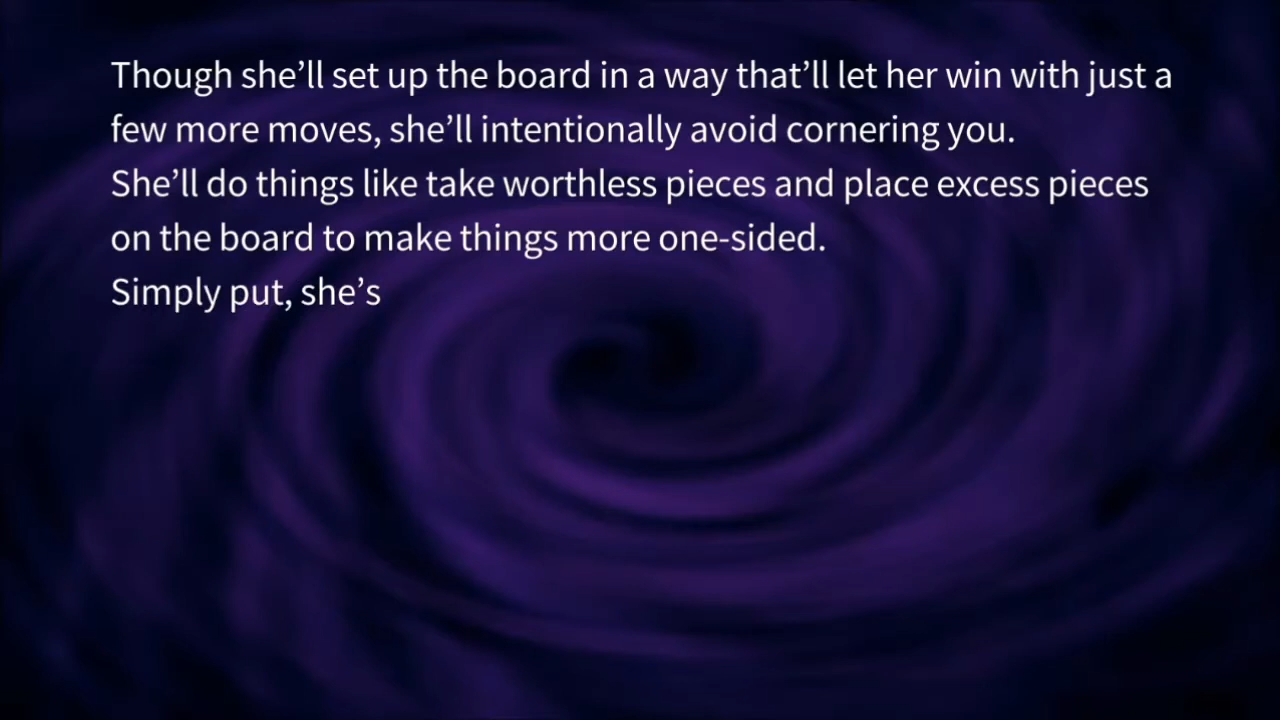 Though she’ll set up the board in a way that’ll let her win with just a
few more moves, she’ll intentionally avoid cornering you.
She’ll do things like take worthless pieces and place excess pieces
on the board to make things more one-sided.
Simply put, she’s